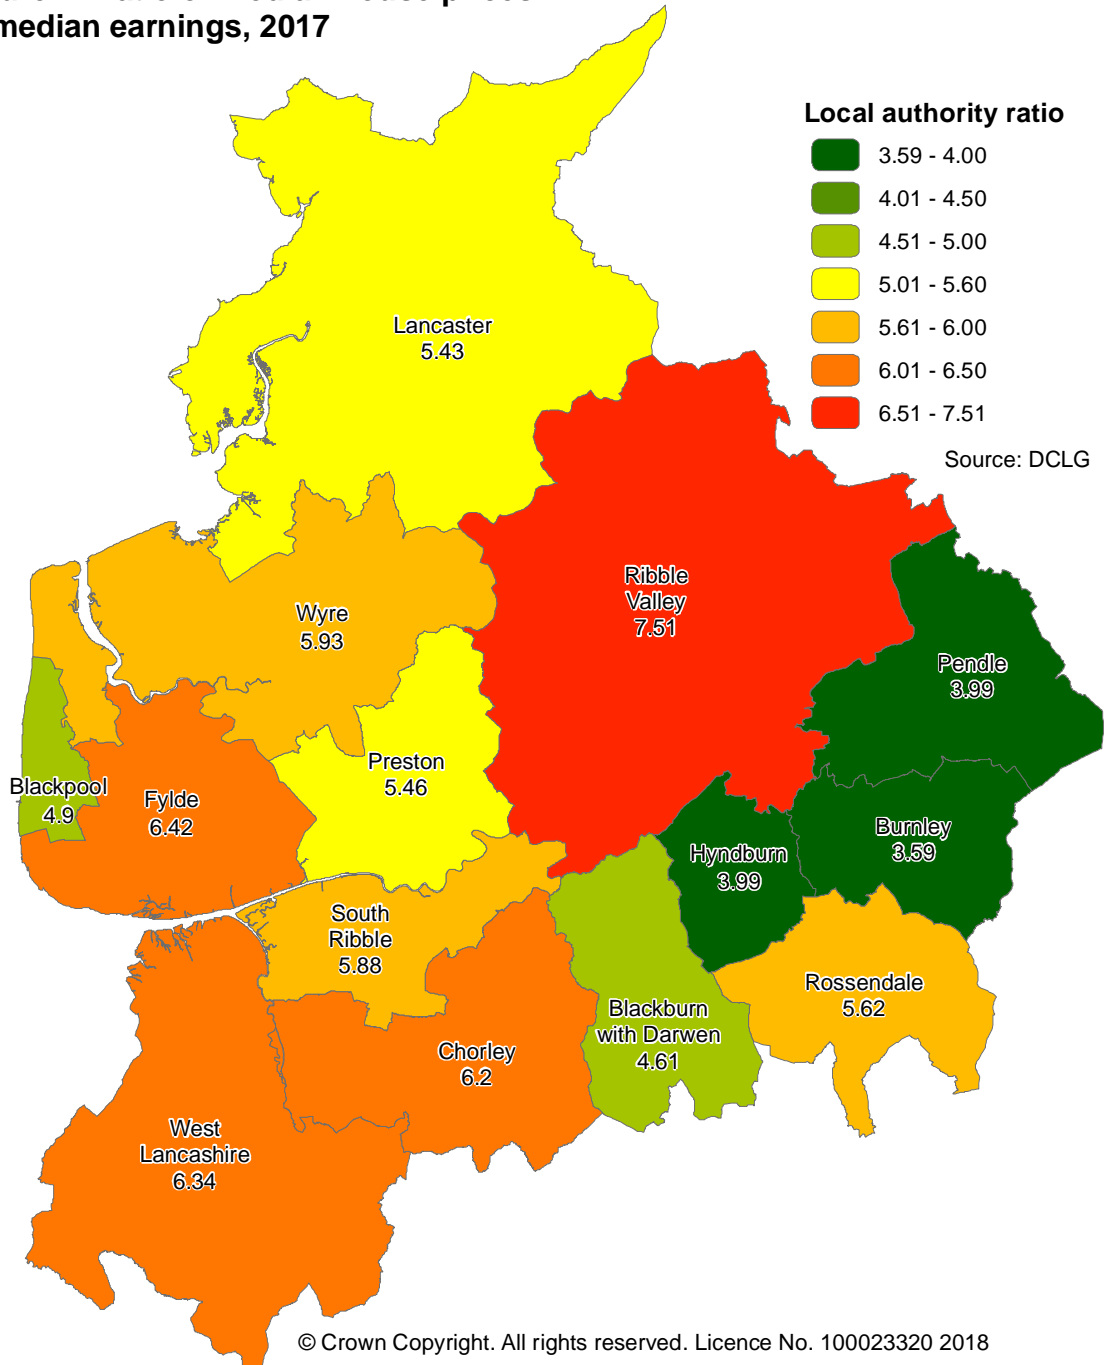 median earnings, 2017
Local authority ratio
3.59 - 4.00
4.01 - 4.50
4.51 - 5.00
5.01 - 5.60
5.61 - 6.00
6.01 - 6.50
6.51 - 7.51
Source: DCLG
Lancaster
5.43
Ribble
Valley
7.51
Wyre
5.93
Pendle
3.99
Preston
5.46
Blackpool
4.9
Fylde
6.42
Burnley
3.59
Hyndburn
3.99
South
Ribble
5.88
Rossendale
5.62
Blackburn
with Darwen
4.61
Chorley
6.2
West
Lancashire
6.34
© Crown Copyright. All rights reserved. Licence No. 100023320 2018